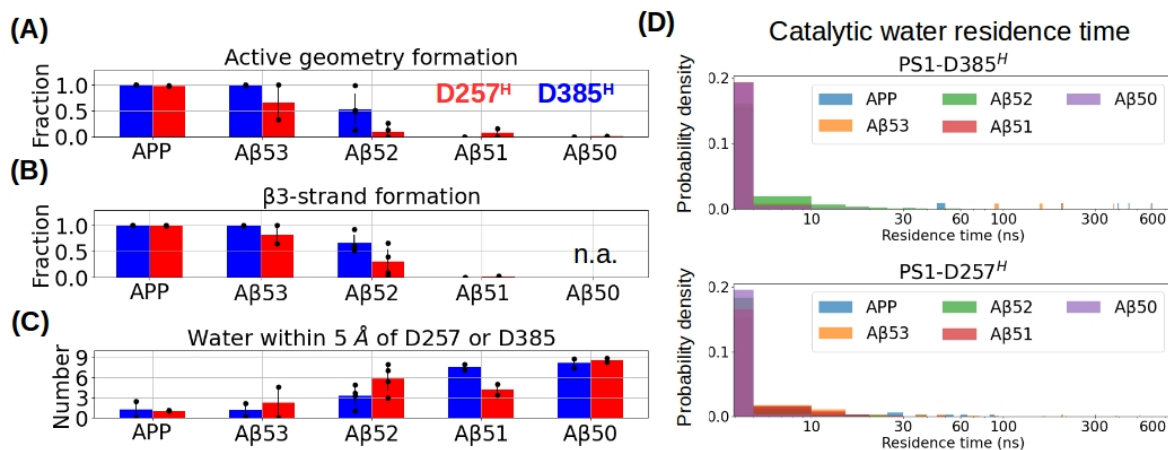 (A)
Active geometry formation
Fraction
1.0
0.5
0.0
D257ᴴ D385ᴴ
APP Aβ53 Aβ52 Aβ51 Aβ50
(B)
β3-strand formation
Fraction
1.0
0.5
0.0
n.a.
APP Aβ53 Aβ52 Aβ51 Aβ50
(C)
Water within 5 Å of D257 or D385
Number
9
6
3
0
APP Aβ53 Aβ52 Aβ51 Aβ50
(D)
Catalytic water residence time
PS1-D385ᴴ
Probability density
0.2
0.1
0.0
APP Aβ52 Aβ50
Aβ53 Aβ51
10 30 60 100 300 600
Residence time (ns)
PS1-D257ᴴ
Probability density
0.2
0.1
0.0
APP Aβ52 Aβ50
Aβ53 Aβ51
10 30 60 100 300 600
Residence time (ns)